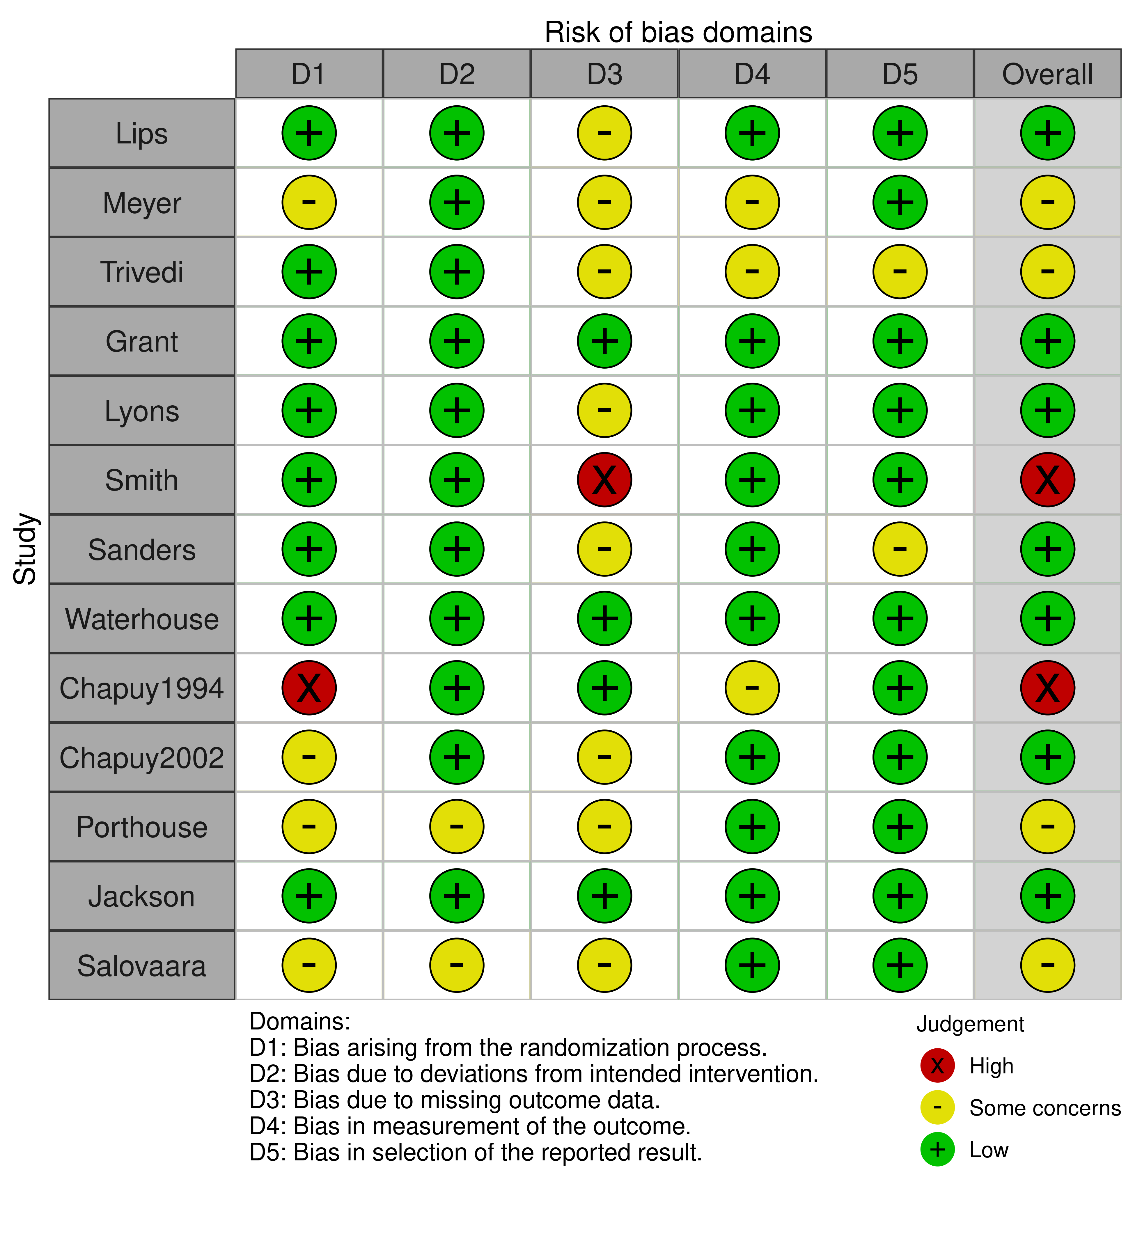 Risk of bias domains
D1 D2 D3 D4 D5 Overall
Lips + + - + + +
Meyer - + - - + -
Trivedi + + - - - -
Grant + + + + + +
Lyons + + - + + +
Smith + + X + + X
Sanders + + - + - +
Waterhouse + + + + + +
Chapuy1994 X + + - + X
Chapuy2002 - + - + + +
Porthouse - - - + + -
Jackson + + + + + +
Salovaara - - - + + -
Study
Domains:
D1: Bias arising from the randomization process.
D2: Bias due to deviations from intended intervention.
D3: Bias due to missing outcome data.
D4: Bias in measurement of the outcome.
D5: Bias in selection of the reported result.
Judgement
X High
- Some concerns
+ Low